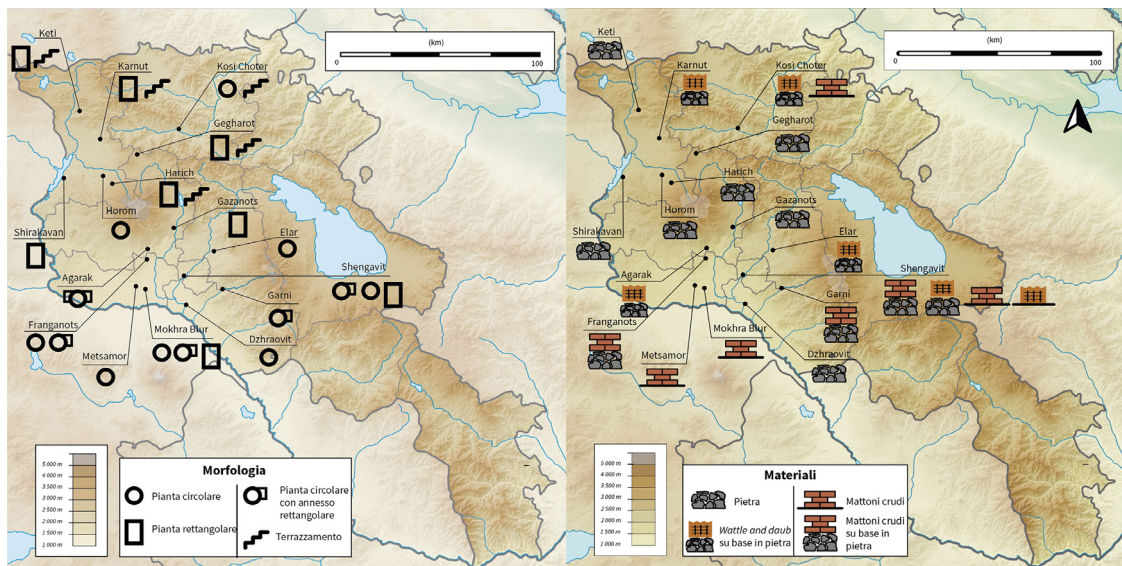 Keti
(km)
0
100
Karnut
Kosi Choter
Gegharot
Harich
Horom
Gazanots
Shirakavan
Elar
Shengavit
Agarak
Garni
Franganots
Mokhra Blur
Dzhraovit
Metsamor
5 000 m
4 000 m
3 000 m
2 500 m
2 000 m
1 500 m
1 000 m
Morfologia
Pianta circolare
Pianta circolare
con annesso
rettangolare
Pianta rettangolare
Terrazzamento
Keti
(km)
0
100
Karnut
Kosi Choter
Gegharot
Harich
Horom
Gazanots
Shirakavan
Elar
Shengavit
Agarak
Garni
Franganots
Mokhra Blur
Dzhraovit
Metsamor
5 000 m
4 000 m
3 000 m
2 500 m
2 000 m
1 500 m
1 000 m
Materiali
Pietra
Mattoni crudi
Wattle and daub
su base in pietra
Mattoni crudi
su base in
pietra